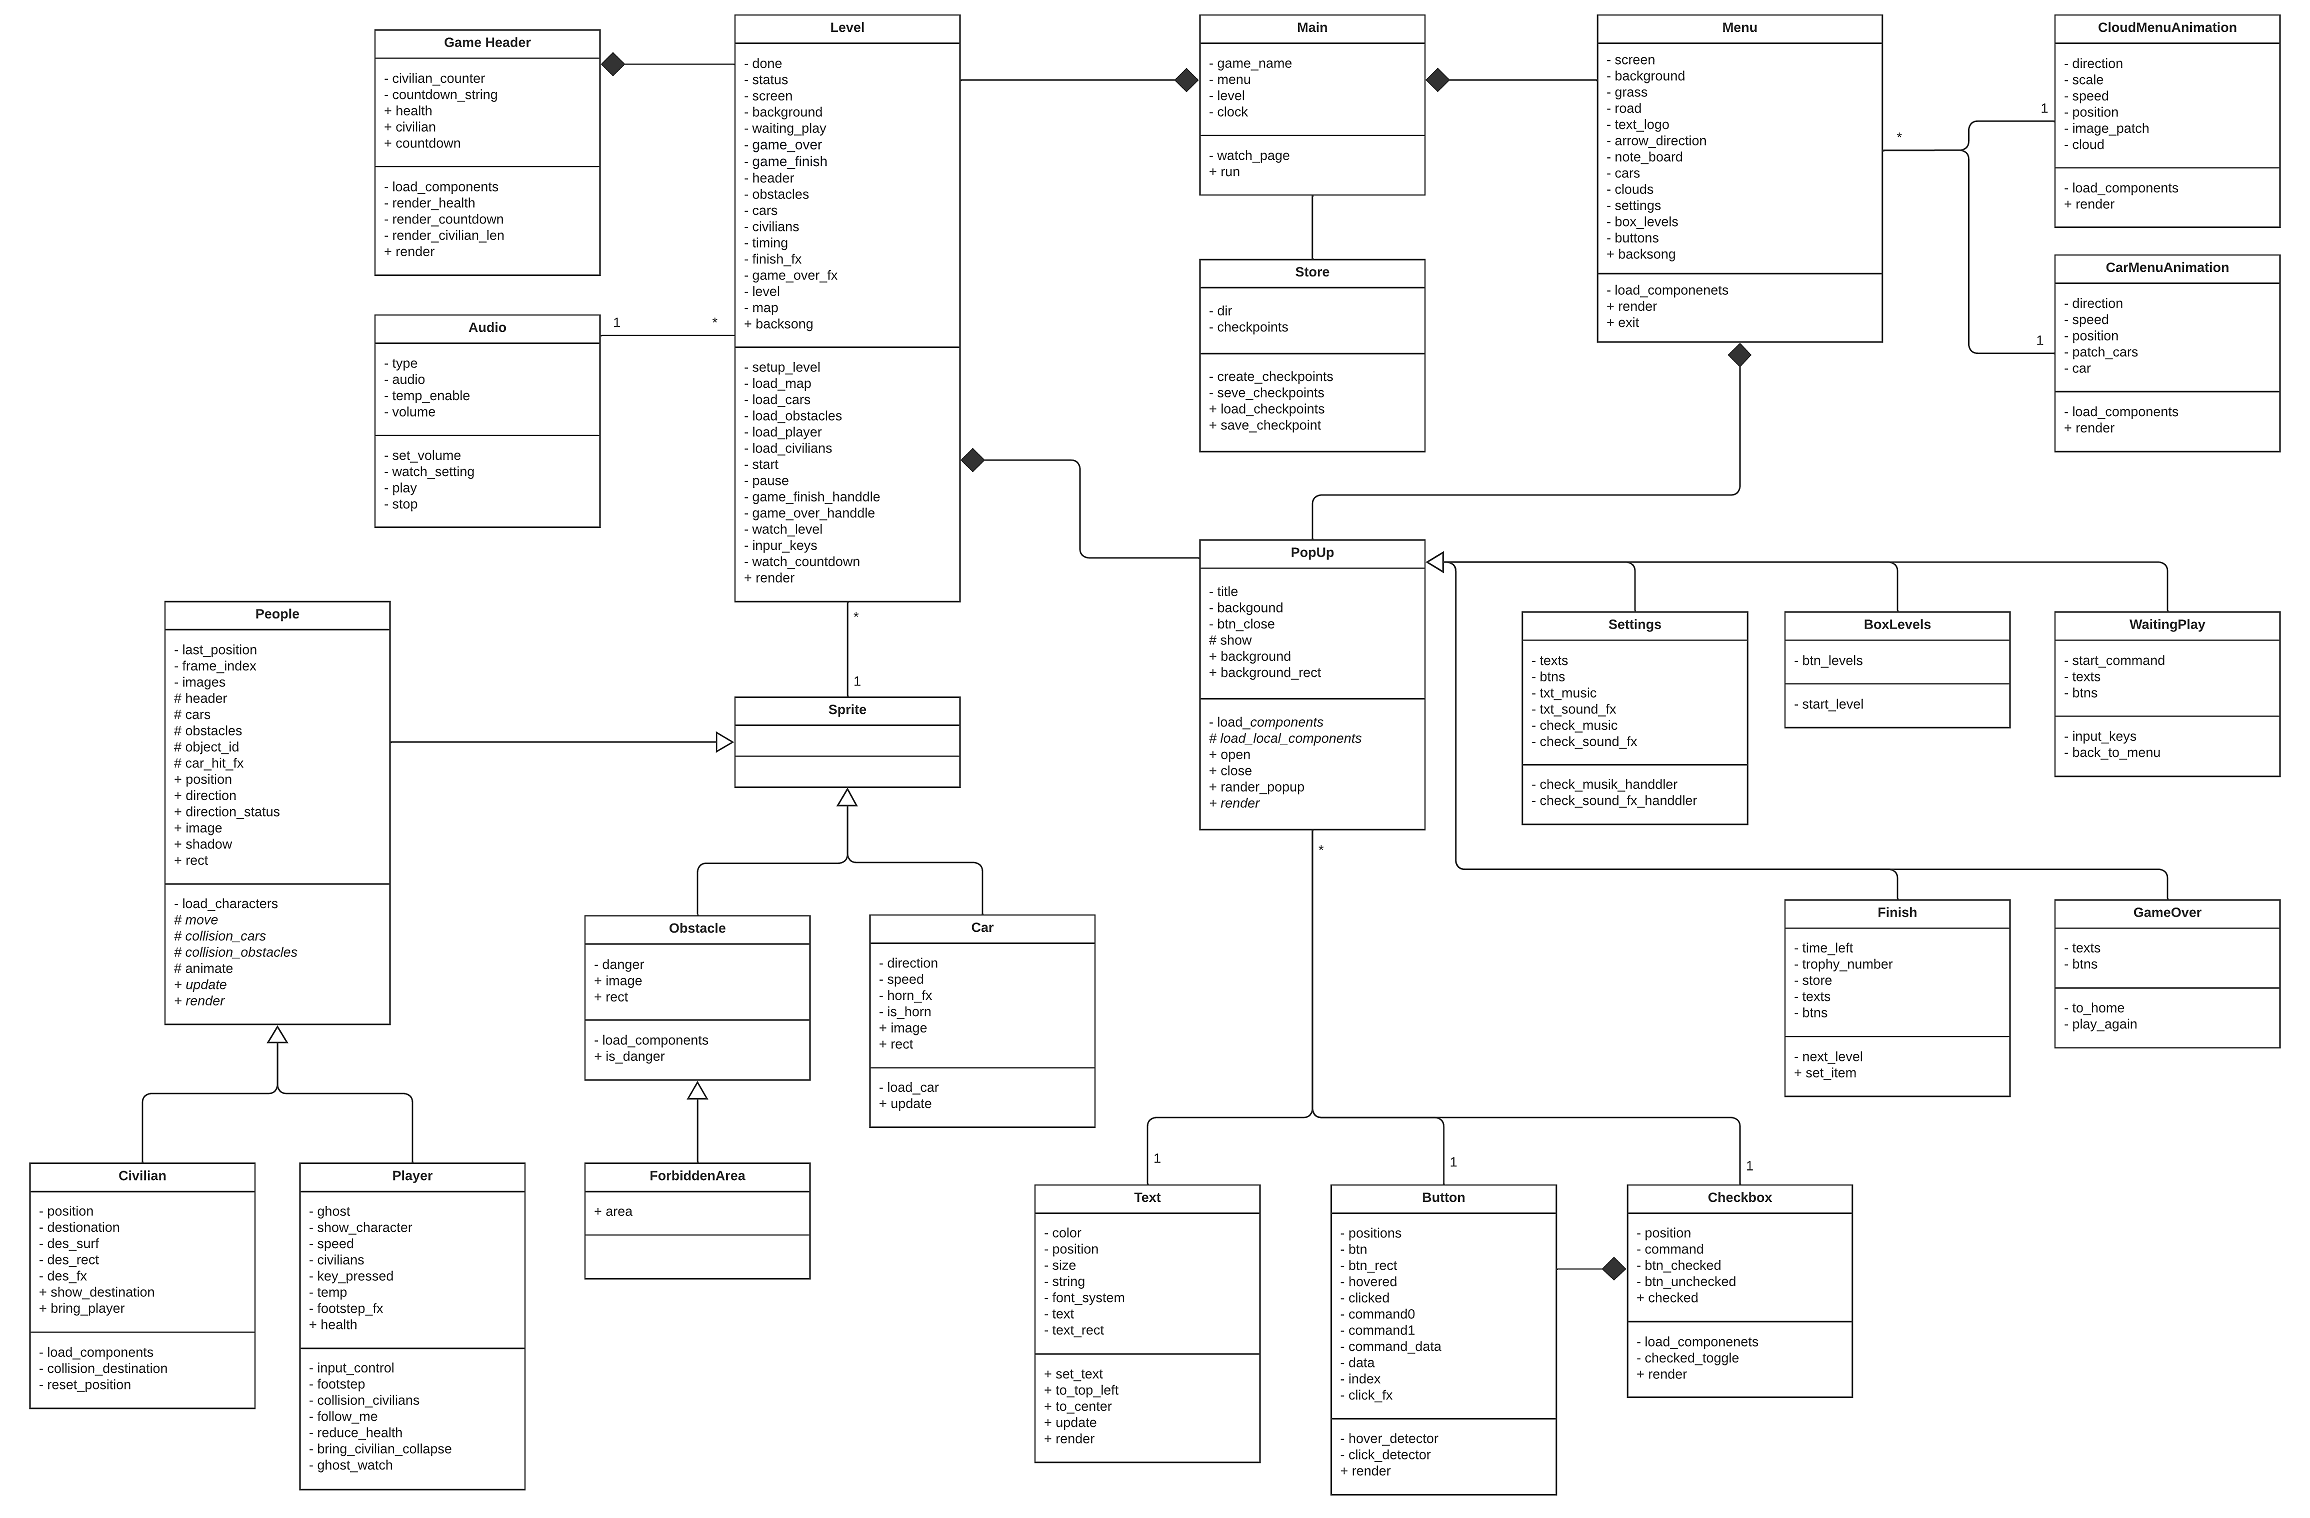 Game Header
- civilian_counter
- countdown_string
+ health
+ civilian
+ countdown
- load_components
- render_health
- render_countdown
- render_civilian_len
+ render
Level
- done
- status
- screen
- background
- waiting_play
- game_over
- game_finish
- header
- obstacles
- cars
- civilians
- timing
- finish_fx
- game_over_fx
- level
- map
+ backsong
- setup_level
- load_map
- load_cars
- load_obstacles
- load_player
- load_civilians
- start
- pause
- game_finish_handdle
- game_over_handdle
- watch_level
- inpur_keys
- watch_countdown
+ render
Main
- game_name
- menu
- level
- clock
- watch_page
+ run
Menu
- screen
- background
- grass
- road
- text_logo
- arrow_direction
- note_board
- cars
- clouds
- settings
- box_levels
- buttons
+ backsong
- load_componenets
+ render
+ exit
*
1
1
CloudMenuAnimation
- direction
- scale
- speed
- position
- image_patch
- cloud
- load_components
+ render
CarMenuAnimation
- direction
- speed
- position
- patch_cars
- car
- load_components
+ render
Store
- dir
- checkpoints
- create_checkpoints
- seve_checkpoints
+ load_checkpoints
+ save_checkpoint
Audio
- type
- audio
- temp_enable
- volume
- set_volume
- watch_setting
- play
- stop
1
*
*
1
People
- last_position
- frame_index
- images
# header
# cars
# obstacles
# object_id
# car_hit_fx
+ position
+ direction
+ direction_status
+ image
+ shadow
+ rect
- load_characters
# move
# collision_cars
# collision_obstacles
# animate
+ update
+ render
Sprite
PopUp
- title
- backgound
- btn_close
# show
+ background
+ background_rect
- load_components
# load_local_components
+ open
+ close
+ rander_popup
+ render
*
Settings
- texts
- btns
- txt_music
- txt_sound_fx
- check_music
- check_sound_fx
- check_musik_handdler
- check_sound_fx_handdler
BoxLevels
- btn_levels
- start_level
WaitingPlay
- start_command
- texts
- btns
- input_keys
- back_to_menu
Obstacle
- danger
+ image
+ rect
- load_components
+ is_danger
Car
- direction
- speed
- horn_fx
- is_horn
+ image
+ rect
- load_car
+ update
Finish
- time_left
- trophy_number
- store
- texts
- btns
- next_level
+ set_item
GameOver
- texts
- btns
- to_home
- play_again
Civilian
- position
- destionation
- des_surf
- des_rect
- des_fx
+ show_destination
+ bring_player
- load_components
- collision_destination
- reset_position
Player
- ghost
- show_character
- speed
- civilians
- key_pressed
- temp
- footstep_fx
+ health
- input_control
- footstep
- collision_civilians
- follow_me
- reduce_health
- bring_civilian_collapse
- ghost_watch
ForbiddenArea
+ area
1
1
1
Text
- color
- position
- size
- string
- font_system
- text
- text_rect
+ set_text
+ to_top_left
+ to_center
+ update
+ render
Button
- positions
- btn
- btn_rect
- hovered
- clicked
- command0
- command1
- command_data
- data
- index
- click_fx
- hover_detector
- click_detector
+ render
Checkbox
- position
- command
- btn_checked
- btn_unchecked
+ checked
- load_componenets
- checked_toggle
+ render